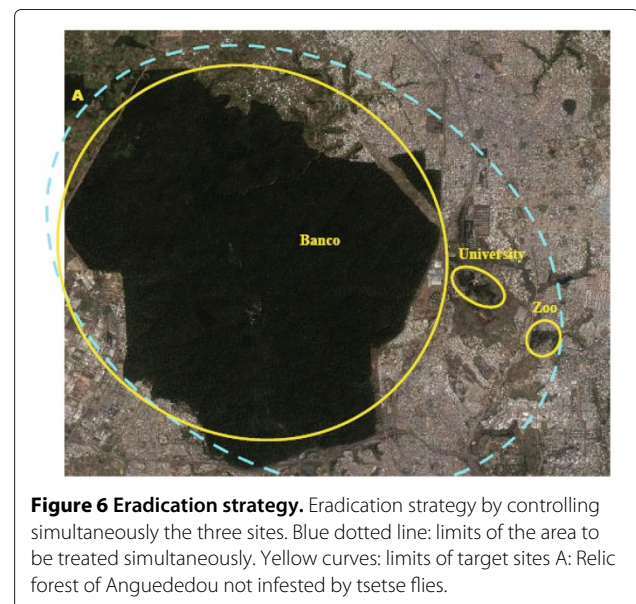 A
Banco
University
Zoo
Figure 6 Eradication strategy. Eradication strategy by controlling
simultaneously the three sites. Blue dotted line: limits of the area to
be treated simultaneously. Yellow curves: limits of target sites A: Relic
forest of Anguededou not infested by tsetse flies.